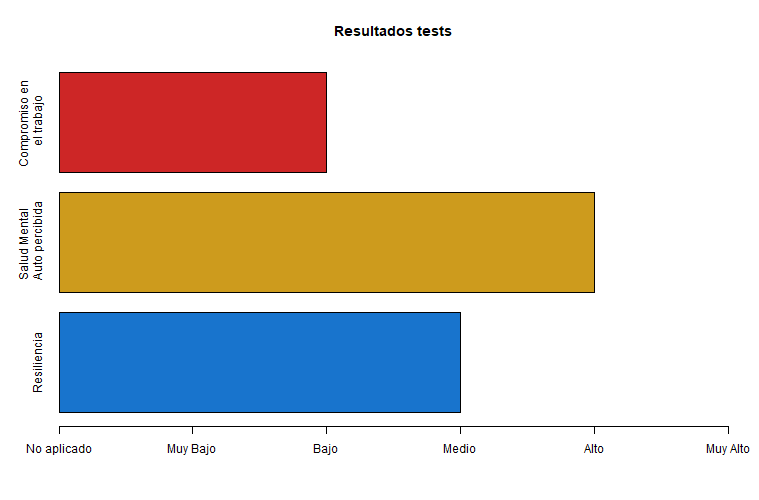 Resultados tests
Compromiso en
el trabajo
Salud Mental
Auto percibida
Resiliencia
No aplicado
Muy Bajo
Bajo
Medio
Alto
Muy Alto